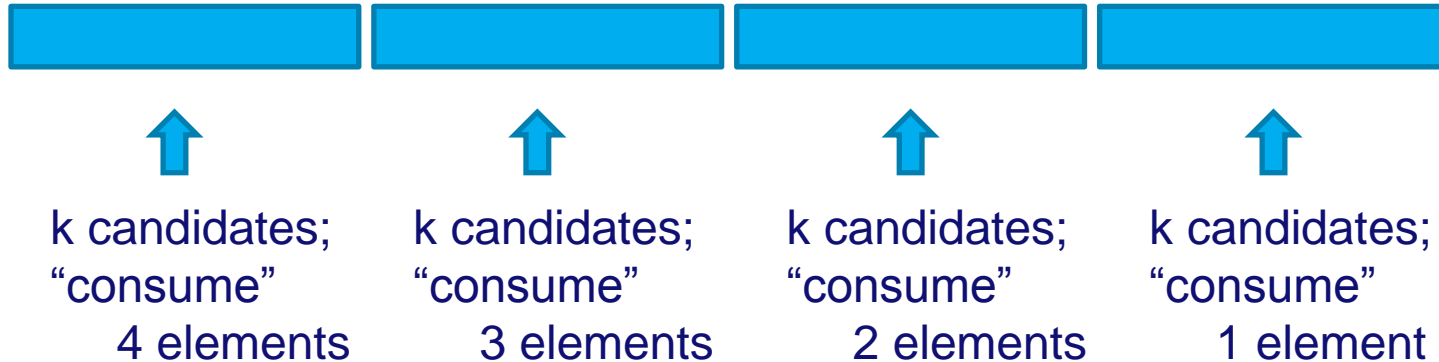 k candidates;
“consume”
4 elements
k candidates;
“consume”
3 elements
k candidates;
“consume”
2 elements
k candidates;
“consume”
1 element